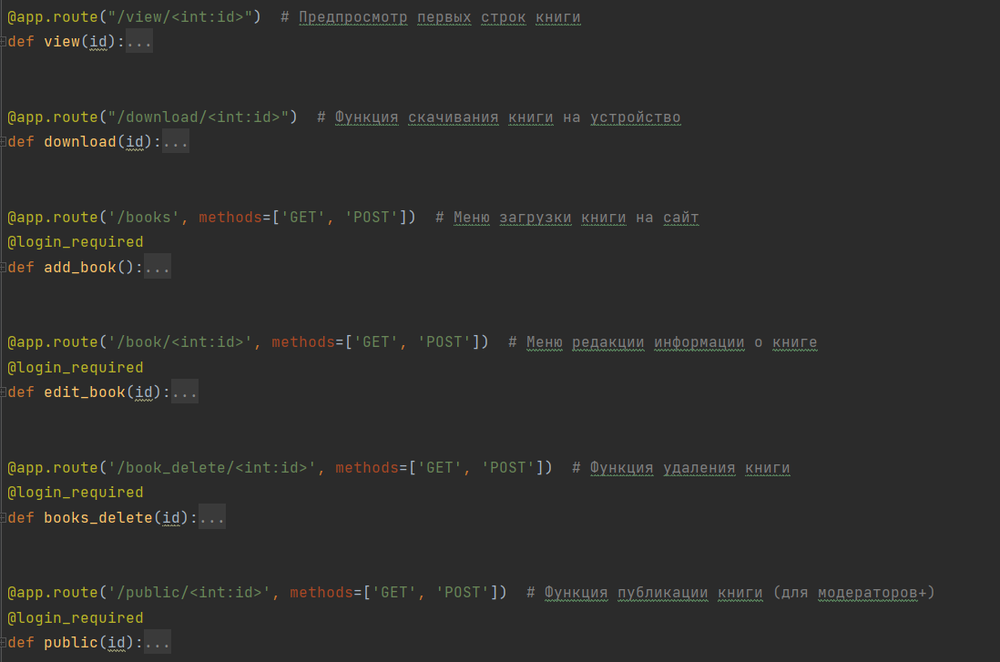 @app.route("/view/<int:id>")  # Предпросмотр первых строк книги
def view(id):...
@app.route("/download/<int:id>")  # Функция скачивания книги на устройство
def download(id):...
@app.route('/books', methods=['GET', 'POST'])  # Меню загрузки книги на сайт
@login_required
def add_book():...
@app.route('/book/<int:id>', methods=['GET', 'POST'])  # Меню редакции информации о книге
@login_required
def edit_book(id):...
@app.route('/book_delete/<int:id>', methods=['GET', 'POST'])  # Функция удаления книги
@login_required
def books_delete(id):...
@app.route('/public/<int:id>', methods=['GET', 'POST'])  # Функция публикации книги (для модераторов+)
@login_required
def public(id):...